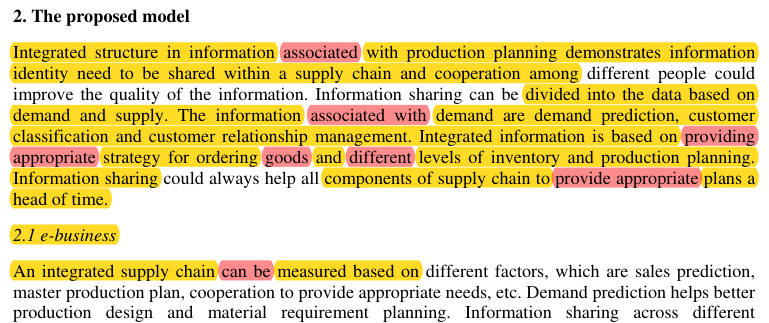 2. The proposed model
Integrated structure in information associated with production planning demonstrates information
identity need to be shared within a supply chain and cooperation among different people could
improve the quality of the information. Information sharing can be divided into the data based on
demand and supply. The information associated with demand are demand prediction, customer
classification and customer relationship management. Integrated information is based on providing
appropriate strategy for ordering goods and different levels of inventory and production planning.
Information sharing could always help all components of supply chain to provide appropriate plans a
head of time.
2.1 e-business
An integrated supply chain can be measured based on different factors, which are sales prediction,
master production plan, cooperation to provide appropriate needs, etc. Demand prediction helps better
production design and material requirement planning. Information sharing across different